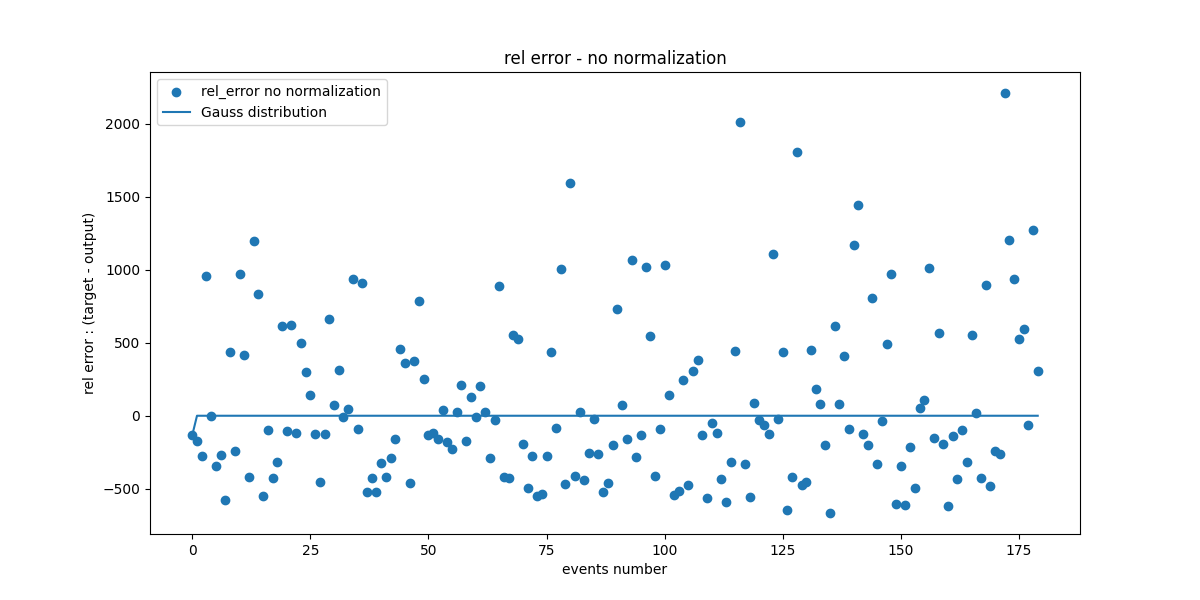 rel error - no normalization
rel_error no normalization
Gauss distribution
rel error : (target - output)
2000
1500
1000
500
0
−500
0 25 50 75 100 125 150 175
events number